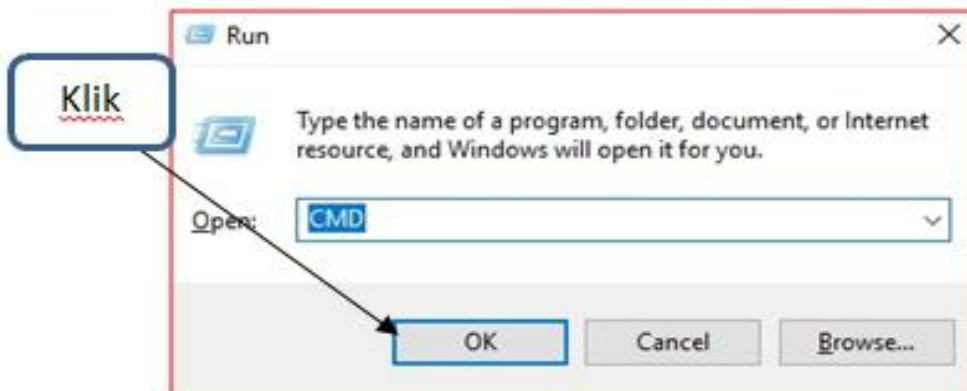 Run
Klik
Type the name of a program, folder, document, or Internet
resource, and Windows will open it for you.
Open: CMD
OK Cancel Browse...